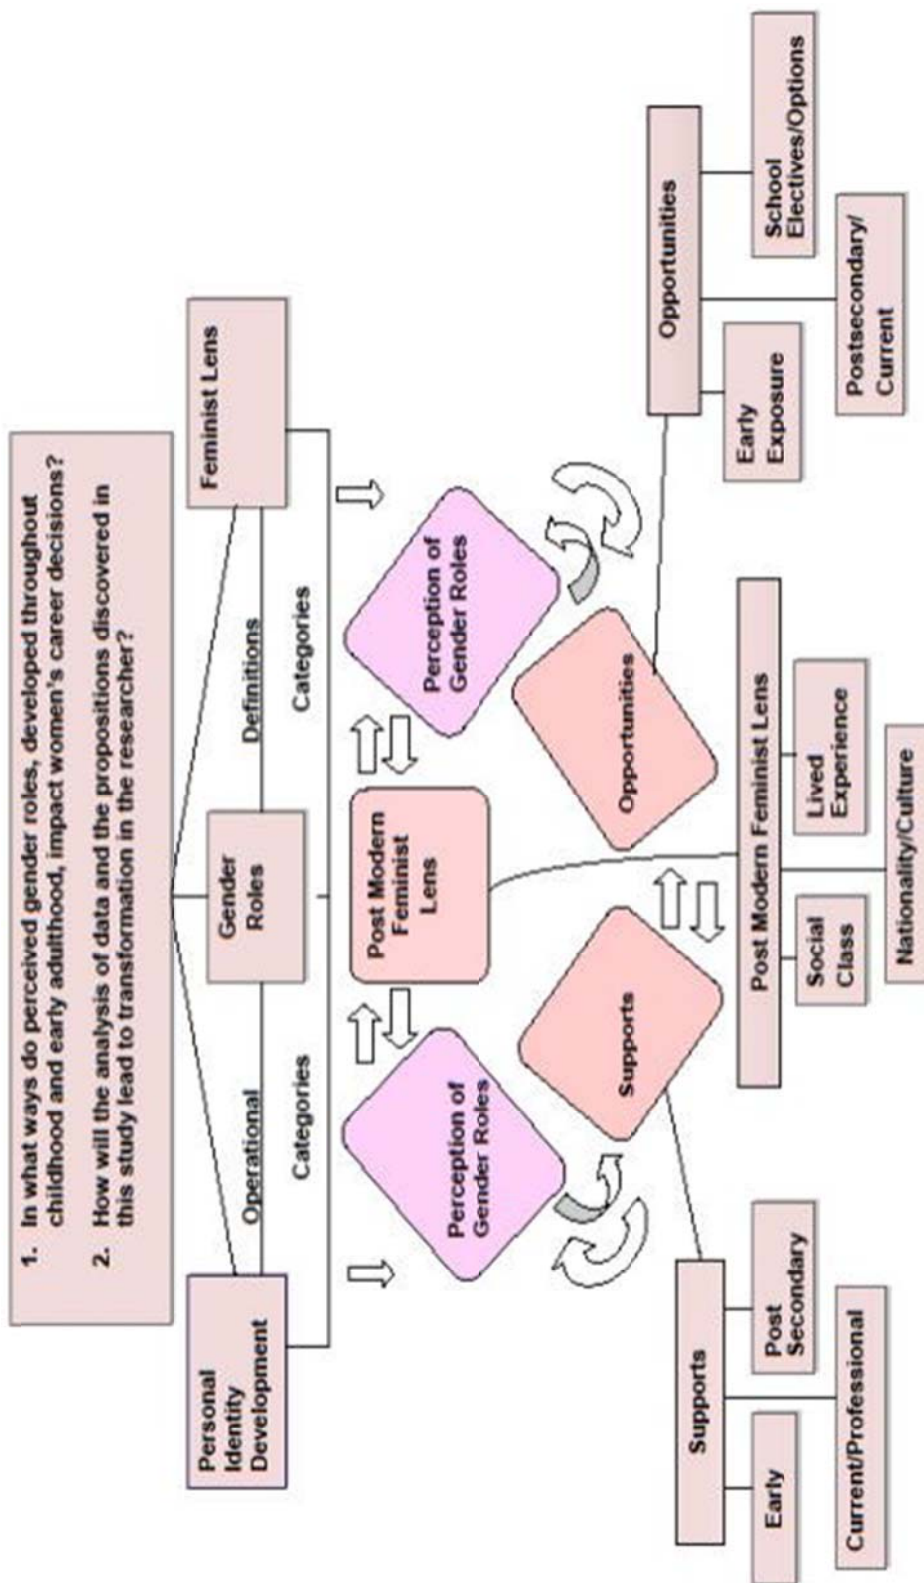 1. In what ways do perceived gender roles, developed throughout
childhood and early adulthood, impact women's career decisions?
2. How will the analysis of data and the propositions discovered in
this study lead to transformation in the researcher?
Personal
Identity
Development
Operational
Gender
Roles
Definitions
Feminist Lens
Categories
Categories
Perception of
Gender Roles
Post Modern
Feminist
Lens
Perception of
Gender Roles
Supports
Opportunities
Supports
Early
Post
Secondary
Current/Professional
Post Modern Feminist Lens
Social
Class
Lived
Experience
Nationality/Culture
Opportunities
Early
Exposure
School
Electives/Options
Postsecondary/
Current